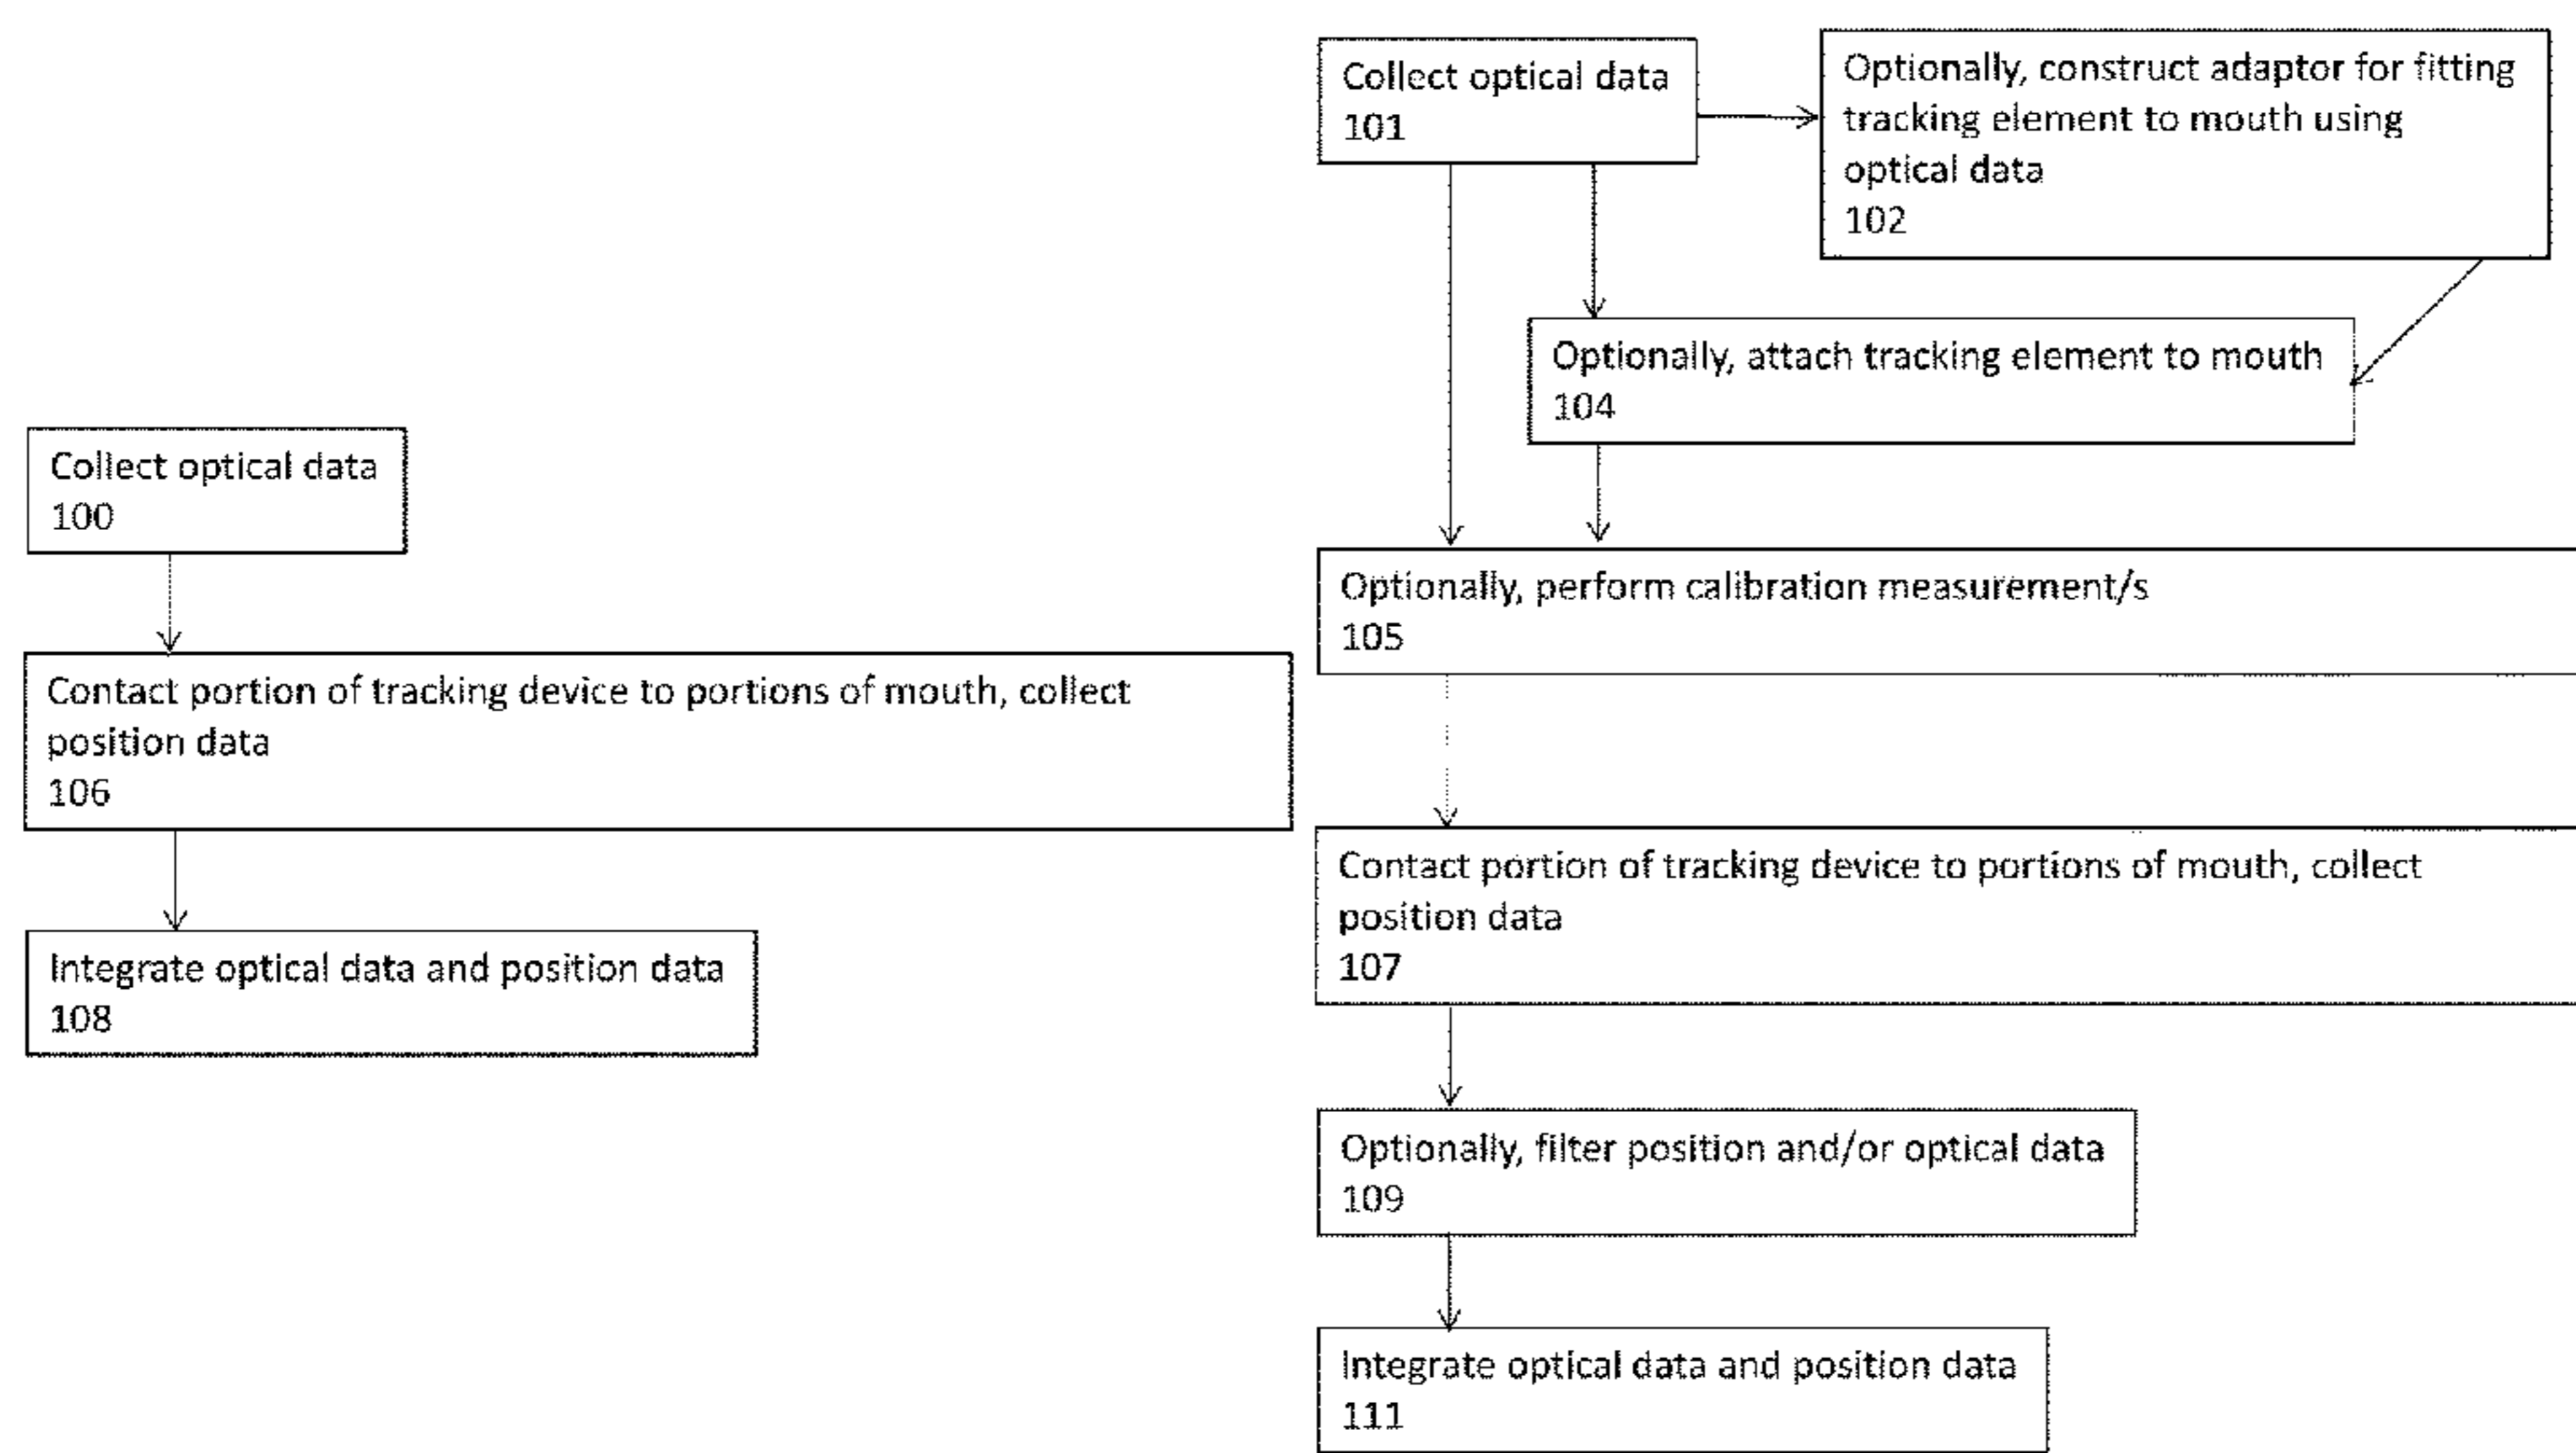 Collect optical data
100
Contact portion of tracking device to portions of mouth, collect
position data
106
Integrate optical data and position data
108
Collect optical data
101
Optionally, construct adaptor for fitting
tracking element to mouth using
optical data
102
Optionally, attach tracking element to mouth
104
Optionally, perform calibration measurement/s
105
Contact portion of tracking device to portions of mouth, collect
position data
107
Optionally, filter position and/or optical data
109
Integrate optical data and position data
111